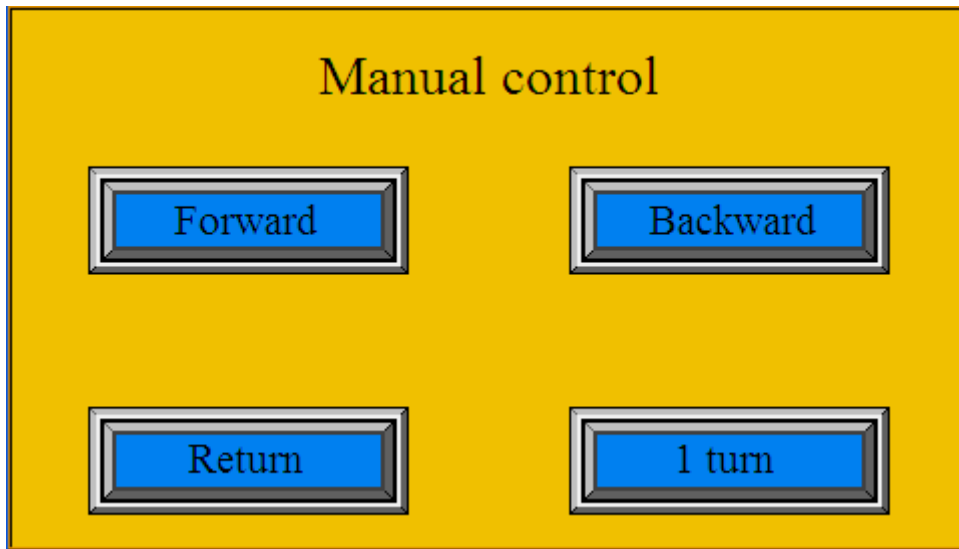 Manual control
Forward
Backward
Return
1 turn